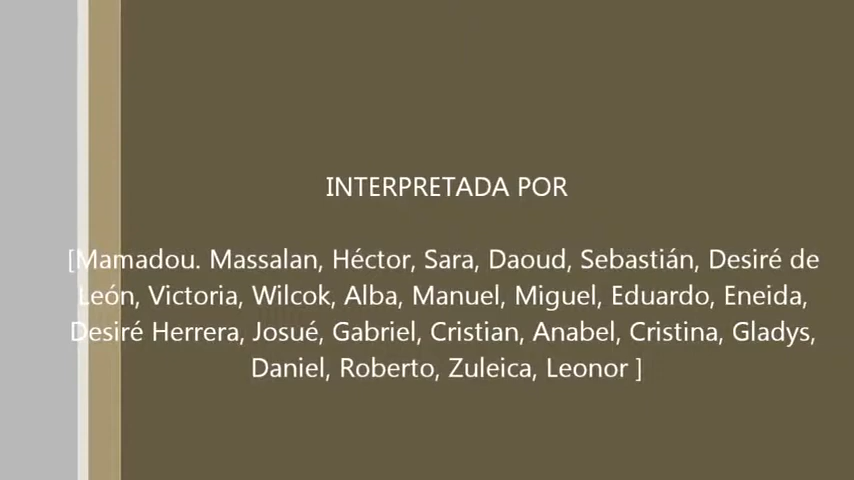 INTERPRETADA POR
[Mamadou. Massalan, Héctor, Sara, Daoud, Sebastián, Desiré de
León, Victoria, Wilcok, Alba, Manuel, Miguel, Eduardo, Eneida,
Desiré Herrera, Josué, Gabriel, Cristian, Anabel, Cristina, Gladys,
Daniel, Roberto, Zuleica, Leonor ]